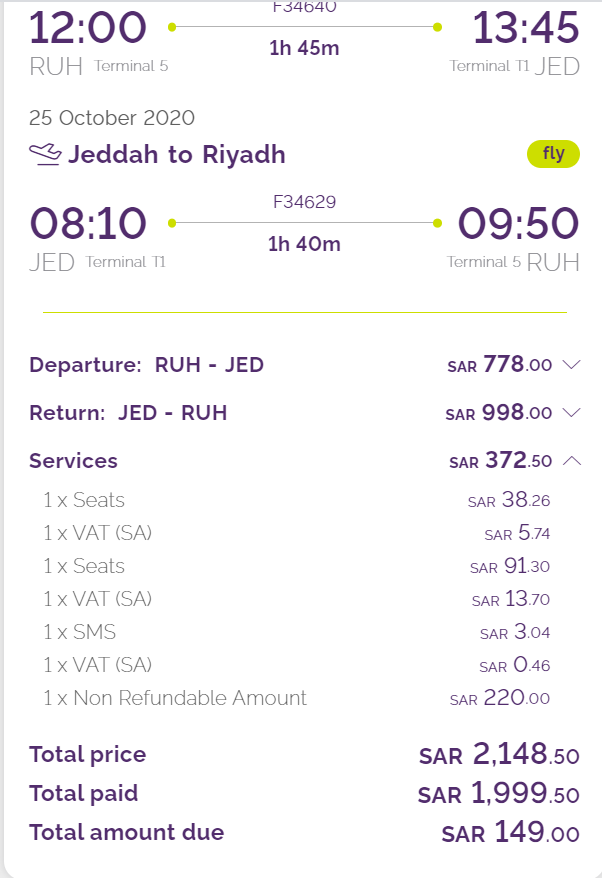 F34640
12:00 13:45
1h 45m
RUH Terminal 5 Terminal T1 JED
25 October 2020
Jeddah to Riyadh fly
F34629
08:10 09:50
1h 40m
JED Terminal T1 Terminal 5 RUH
Departure: RUH - JED SAR 778.00
Return: JED - RUH SAR 998.00
Services SAR 372.50
1 x Seats SAR 38.26
1 x VAT (SA) SAR 5.74
1 x Seats SAR 91.30
1 x VAT (SA) SAR 13.70
1 x SMS SAR 3.04
1 x VAT (SA) SAR 0.46
1 x Non Refundable Amount SAR 220.00
Total price SAR 2,148.50
Total paid SAR 1,999.50
Total amount due SAR 149.00